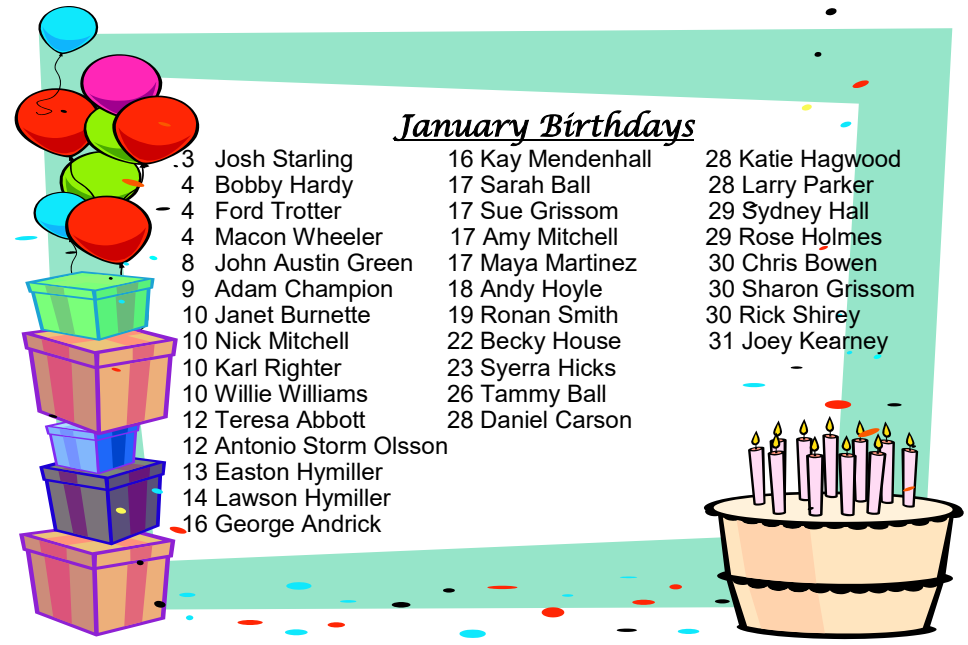 January Birthdays
3 Josh Starling
4 Bobby Hardy
4 Ford Trotter
4 Macon Wheeler
8 John Austin Green
9 Adam Champion
10 Janet Burnette
10 Nick Mitchell
10 Karl Righter
10 Willie Williams
12 Teresa Abbott
12 Antonio Storm Olsson
13 Easton Hymiller
14 Lawson Hymiller
16 George Andrick
16 Kay Mendenhall
17 Sarah Ball
17 Sue Grissom
17 Amy Mitchell
17 Maya Martinez
18 Andy Hoyle
19 Ronan Smith
22 Becky House
23 Syerra Hicks
26 Tammy Ball
28 Daniel Carson
28 Katie Hagwood
28 Larry Parker
29 Sydney Hall
29 Rose Holmes
30 Chris Bowen
30 Sharon Grissom
30 Rick Shirey
31 Joey Kearney